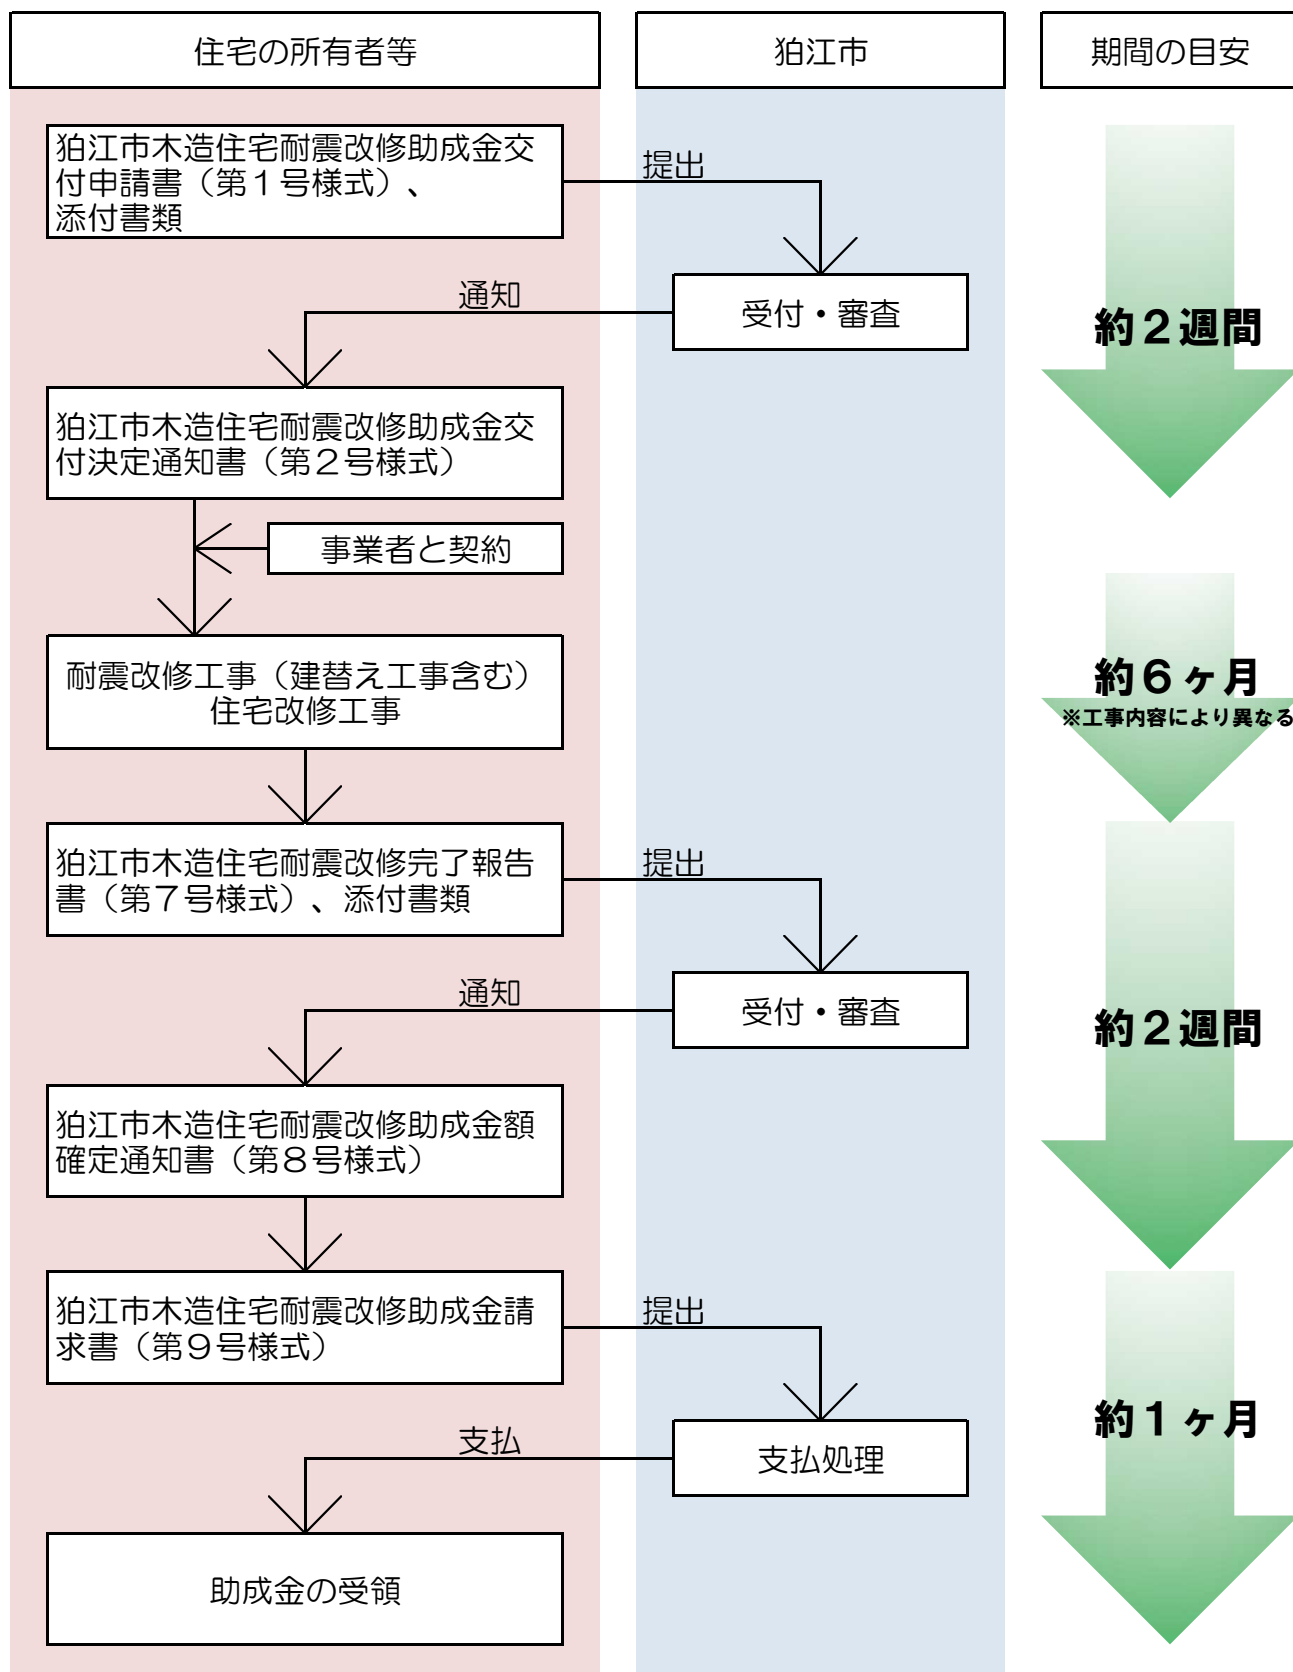 住宅の所有者等
狛江市
期間の目安
狛江市木造住宅耐震改修助成金交
付申請書（第１号様式）、
添付書類
提出
受付・審査
通知
約２週間
狛江市木造住宅耐震改修助成金交
付決定通知書（第２号様式）
事業者と契約
耐震改修工事（建替え工事含む）
住宅改修工事
約６ヶ月
※工事内容により異なる
狛江市木造住宅耐震改修完了報告
書（第７号様式）、添付書類
提出
受付・審査
通知
約２週間
狛江市木造住宅耐震改修助成金額
確定通知書（第８号様式）
狛江市木造住宅耐震改修助成金請
求書（第９号様式）
提出
支払処理
支払
約１ヶ月
助成金の受領